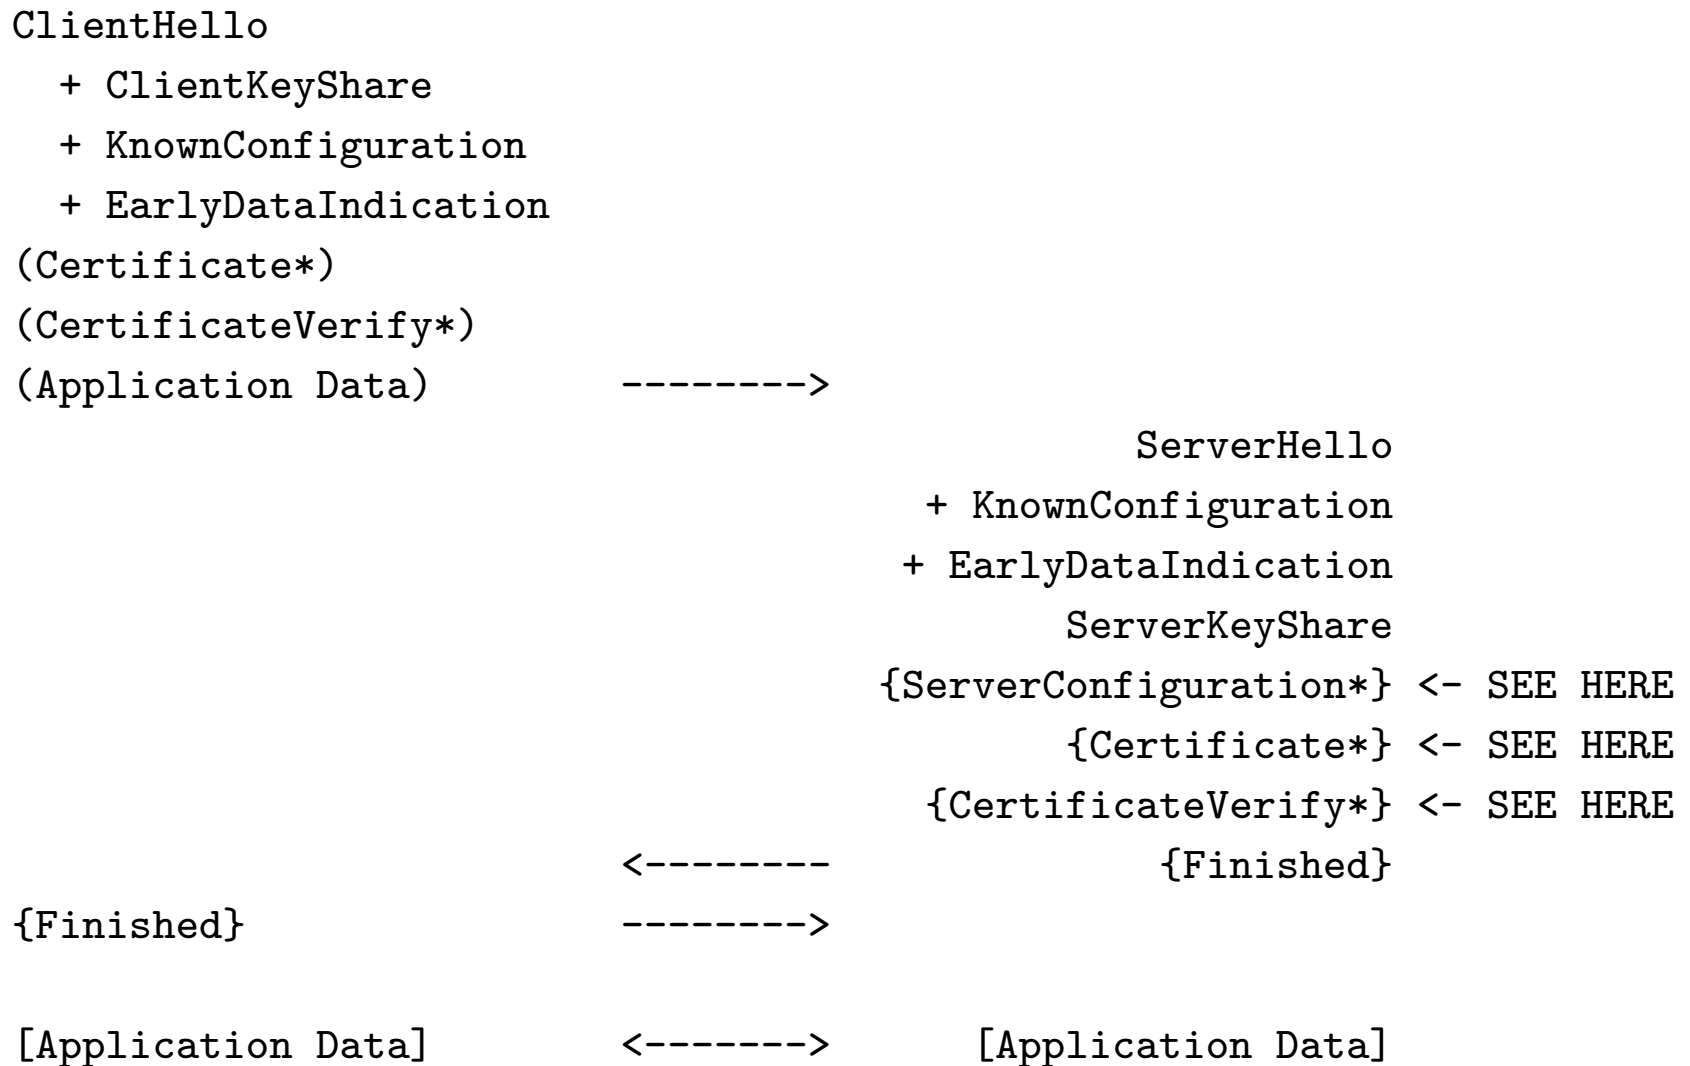 ClientHello
+ ClientKeyShare
+ KnownConfiguration
+ EarlyDataIndication
(Certificate*)
(CertificateVerify*)
(Application Data) -------->
ServerHello
+ KnownConfiguration
+ EarlyDataIndication
ServerKeyShare
{ServerConfiguration*} <- SEE HERE
{Certificate*} <- SEE HERE
{CertificateVerify*} <- SEE HERE
<-------- {Finished}
{Finished} -------->
[Application Data] <-------> [Application Data]